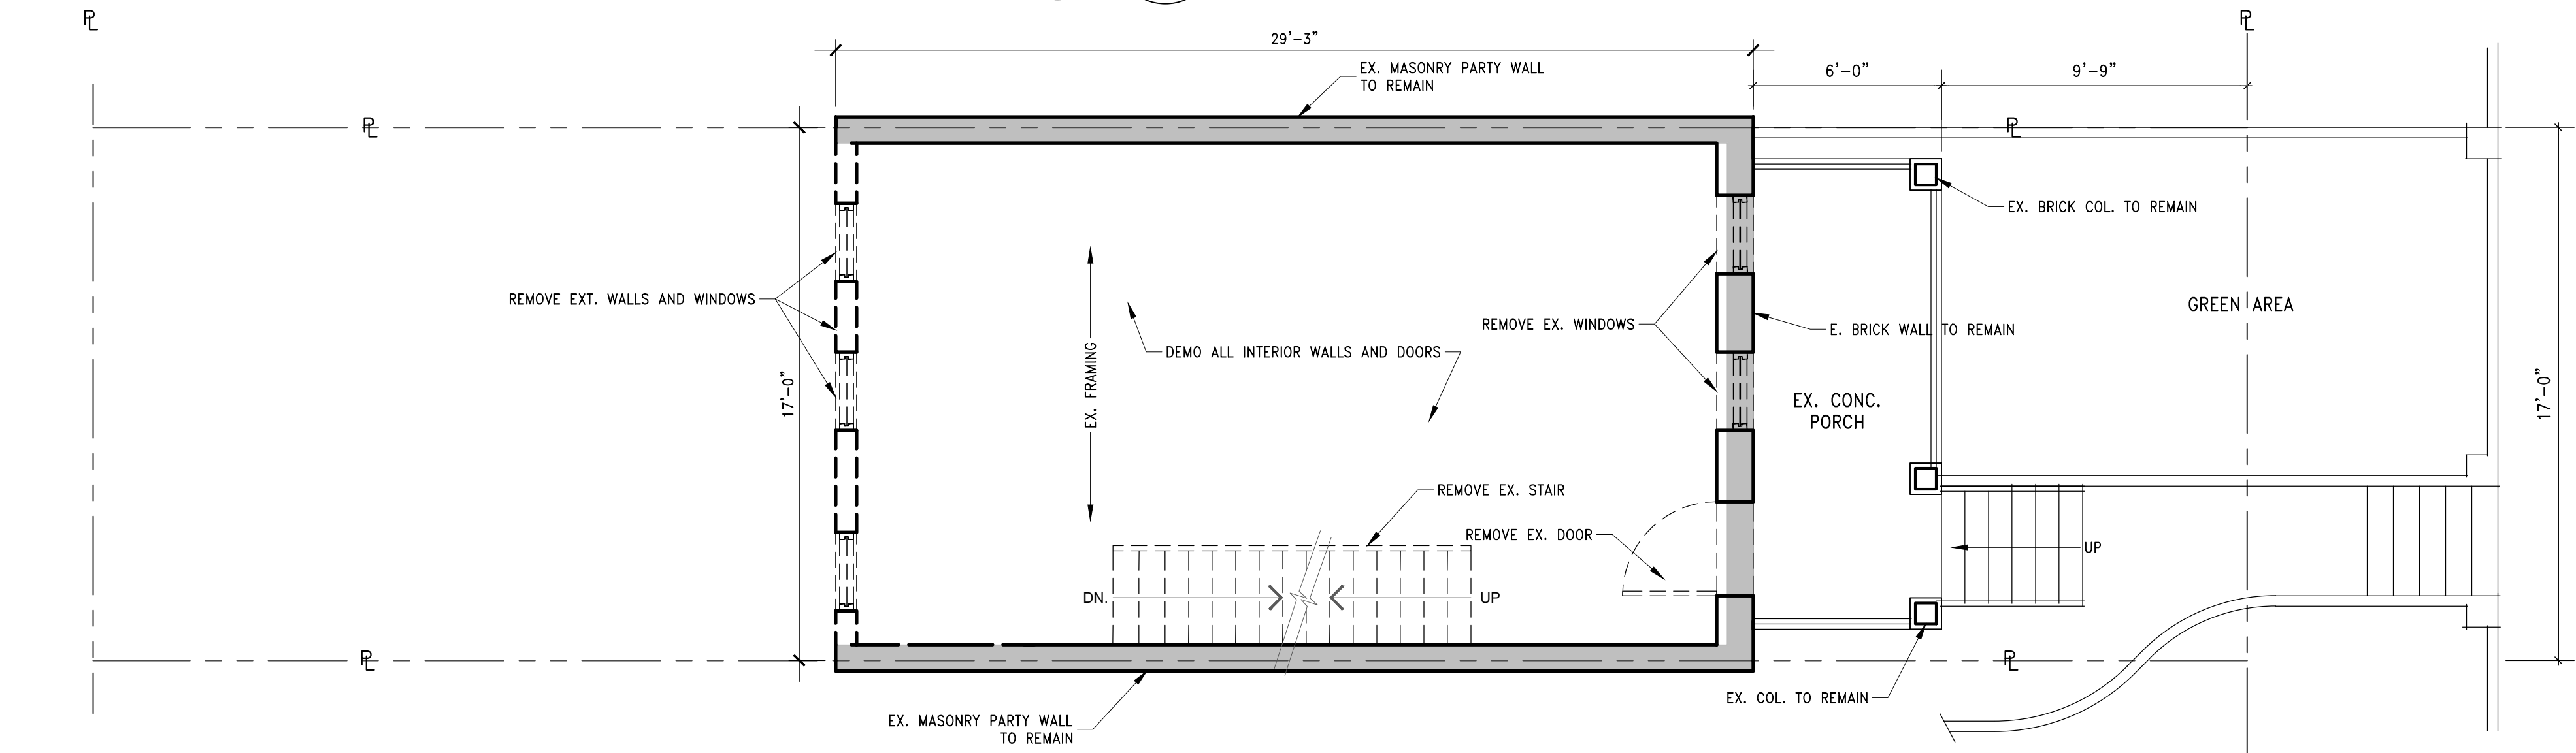 PL
PL
29'-3"
EX. MASONRY PARTY WALL
TO REMAIN
6'-0"
9'-9"
PL
PL
EX. BRICK COL. TO REMAIN
REMOVE EXT. WALLS AND WINDOWS
GREEN AREA
REMOVE EX. WINDOWS
E. BRICK WALL TO REMAIN
DEMO ALL INTERIOR WALLS AND DOORS
EX. FRAMING
17'-0"
17'-0"
EX. CONC.
PORCH
REMOVE EX. STAIR
REMOVE EX. DOOR
UP
DN.
UP
PL
PL
EX. COL. TO REMAIN
EX. MASONRY PARTY WALL
TO REMAIN